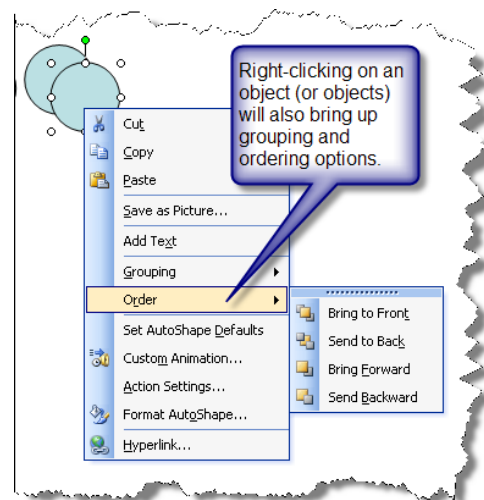 Right-clicking on an
object (or objects)
will also bring up
grouping and
ordering options.
Cut
Copy
Paste
Save as Picture...
Add Text
Grouping
Order
Set AutoShape Defaults
Custom Animation...
Action Settings...
Format AutoShape...
Hyperlink...
Bring to Front
Send to Back
Bring Forward
Send Backward